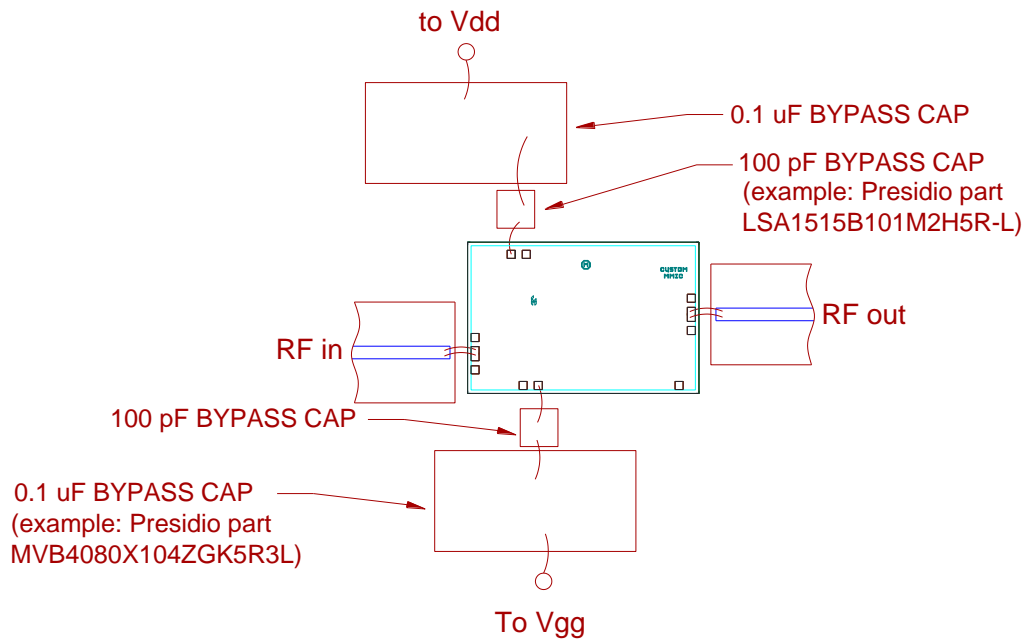 to Vdd
0.1 uF BYPASS CAP
100 pF BYPASS CAP
(example: Presidio part
LSA1515B101M2H5R-L)
CUSTOM
MMIC
RF out
RF in
100 pF BYPASS CAP
0.1 uF BYPASS CAP
(example: Presidio part
MVB4080X104ZGK5R3L)
To Vgg